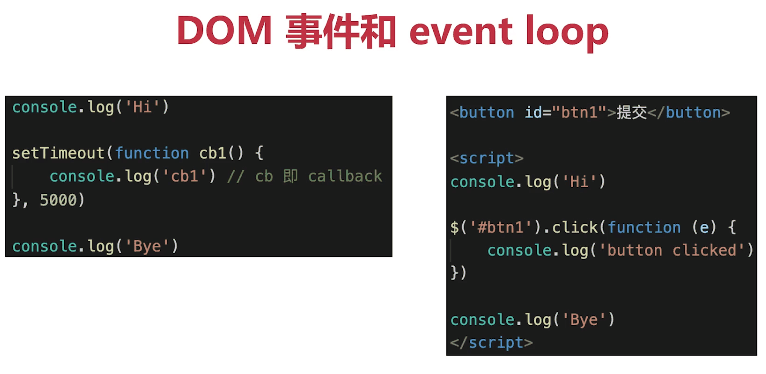 DOM 事件和 event loop
console.log('Hi')
setTimeout(function cb1() {
console.log('cb1') // cb 即 callback
}, 5000)
console.log('Bye')
<button id="btn1">提交</button>
<script>
console.log('Hi')
$('#btn1').click(function (e) {
console.log('button clicked')
})
console.log('Bye')
</script>